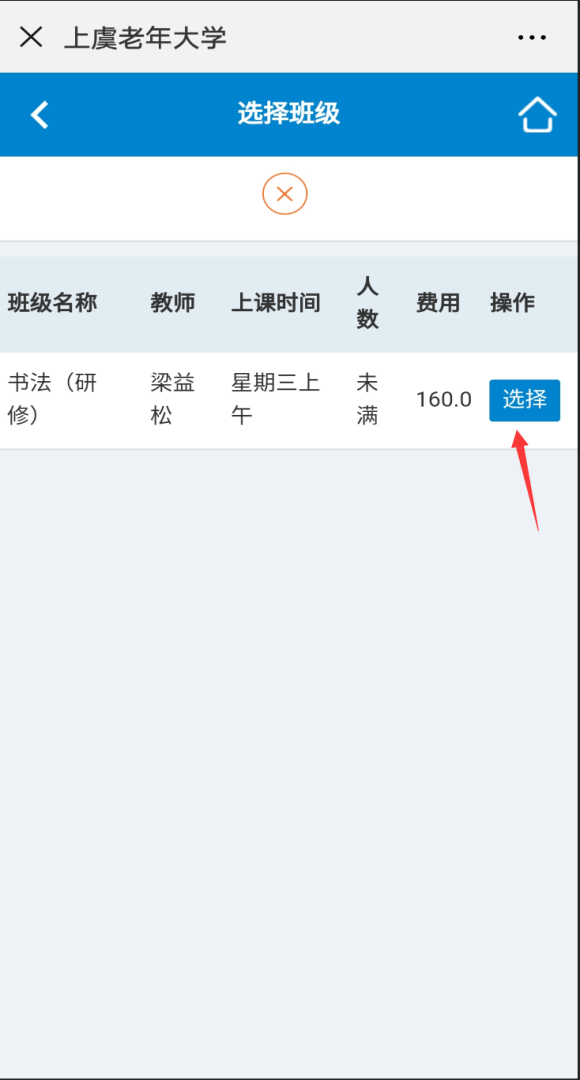 上虞老年大学
选择班级
班级名称 教师 上课时间 人数 费用 操作
书法（研修） 梁益松 星期三上午 未满 160.0 选择